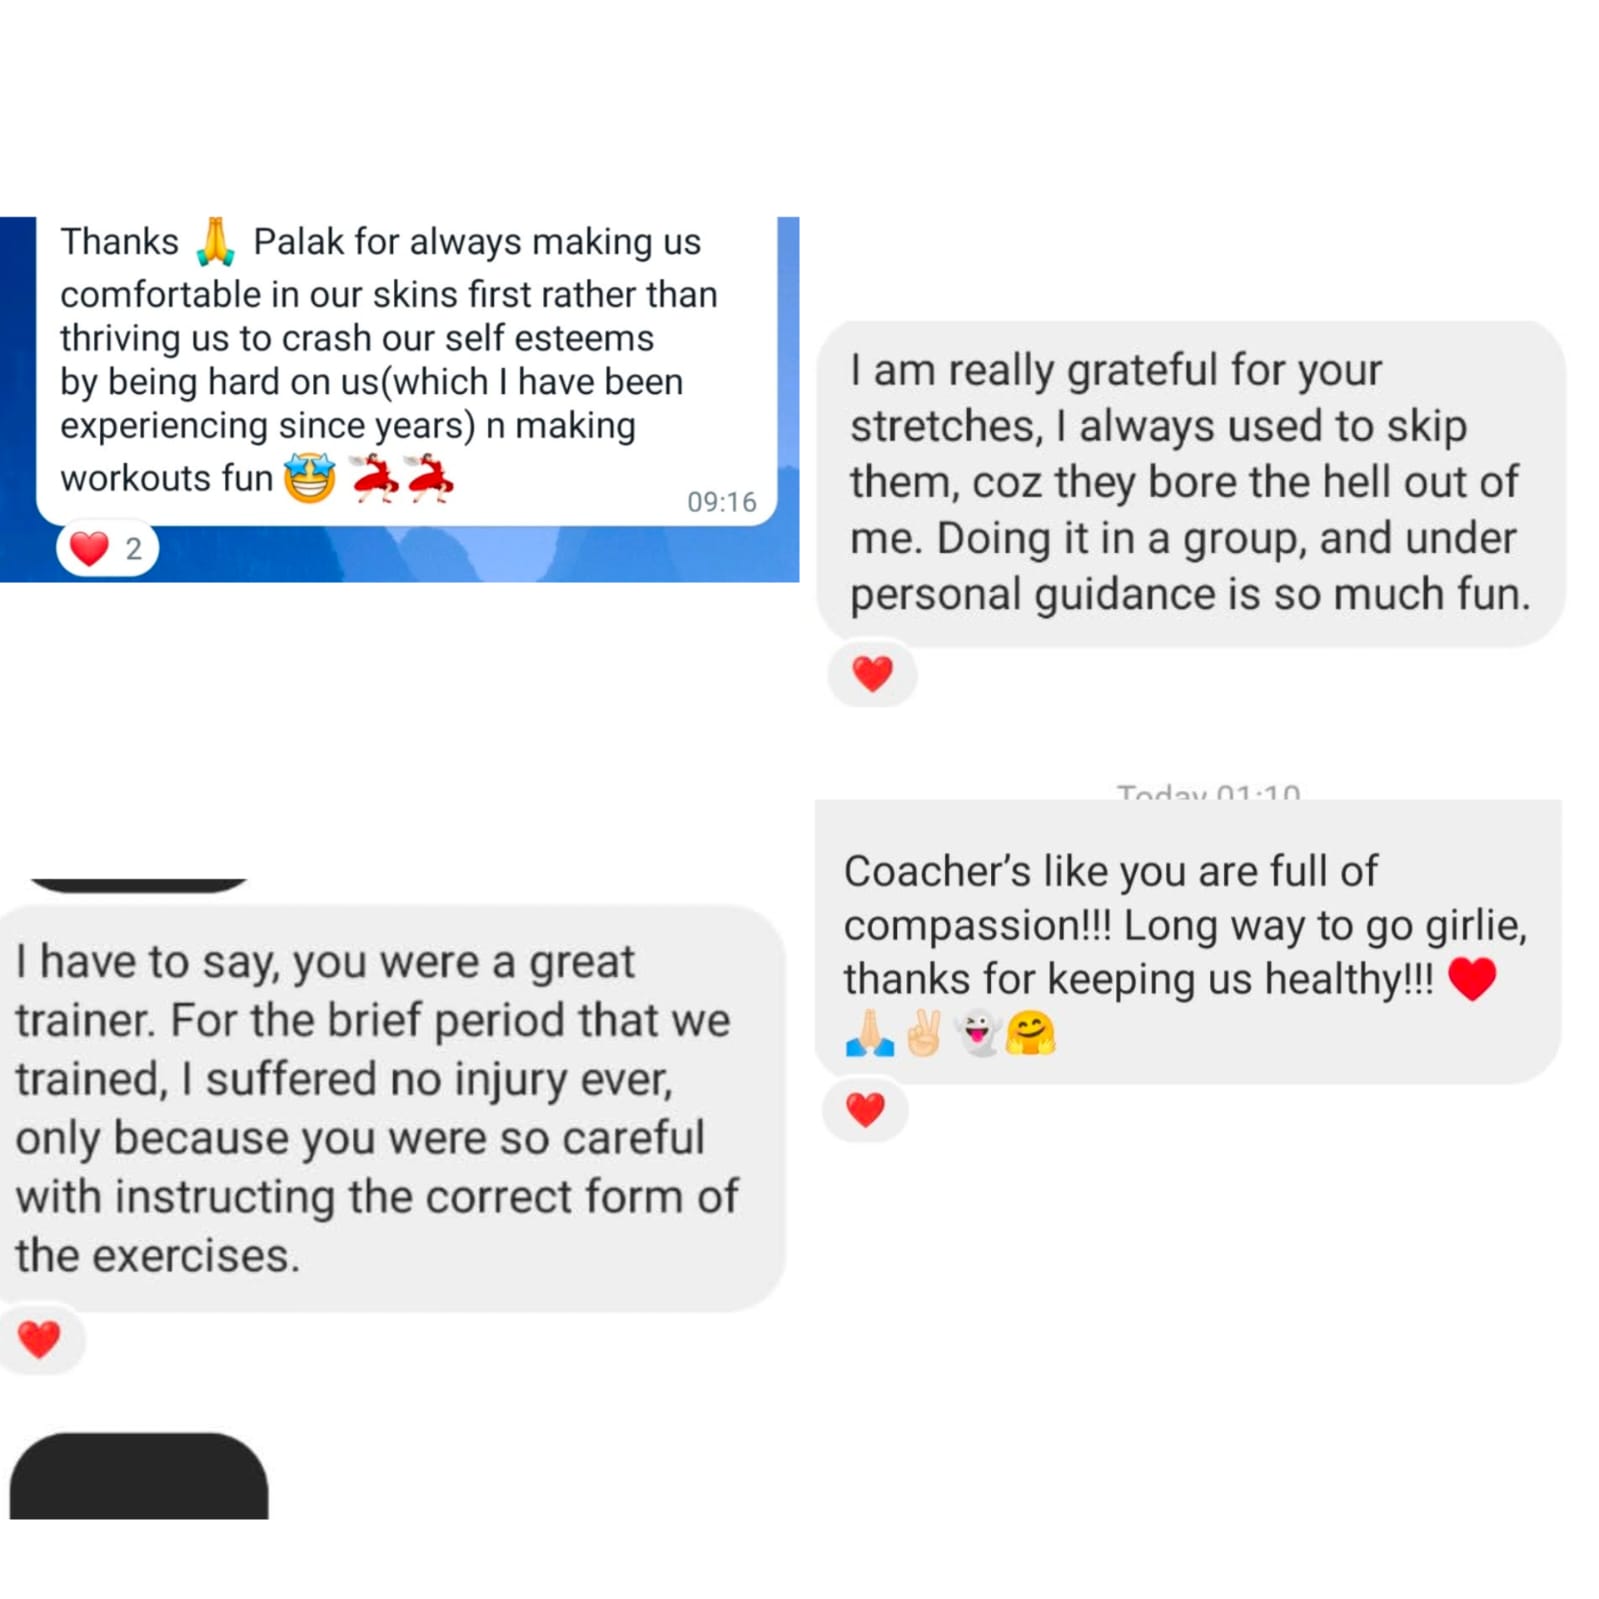 Thanks 🙏 Palak for always making us
comfortable in our skins first rather than
thriving us to crash our self esteems
by being hard on us(which I have been
experiencing since years) n making
workouts fun 🤩 💃💃
09:16
❤️ 2
I am really grateful for your
stretches, I always used to skip
them, coz they bore the hell out of
me. Doing it in a group, and under
personal guidance is so much fun.
❤️
I have to say, you were a great
trainer. For the brief period that we
trained, I suffered no injury ever,
only because you were so careful
with instructing the correct form of
the exercises.
❤️
Today 01:10
Coacher’s like you are full of
compassion!!! Long way to go girlie,
thanks for keeping us healthy!!! ♥️
🙏🏻✌🏻👻🤗
❤️